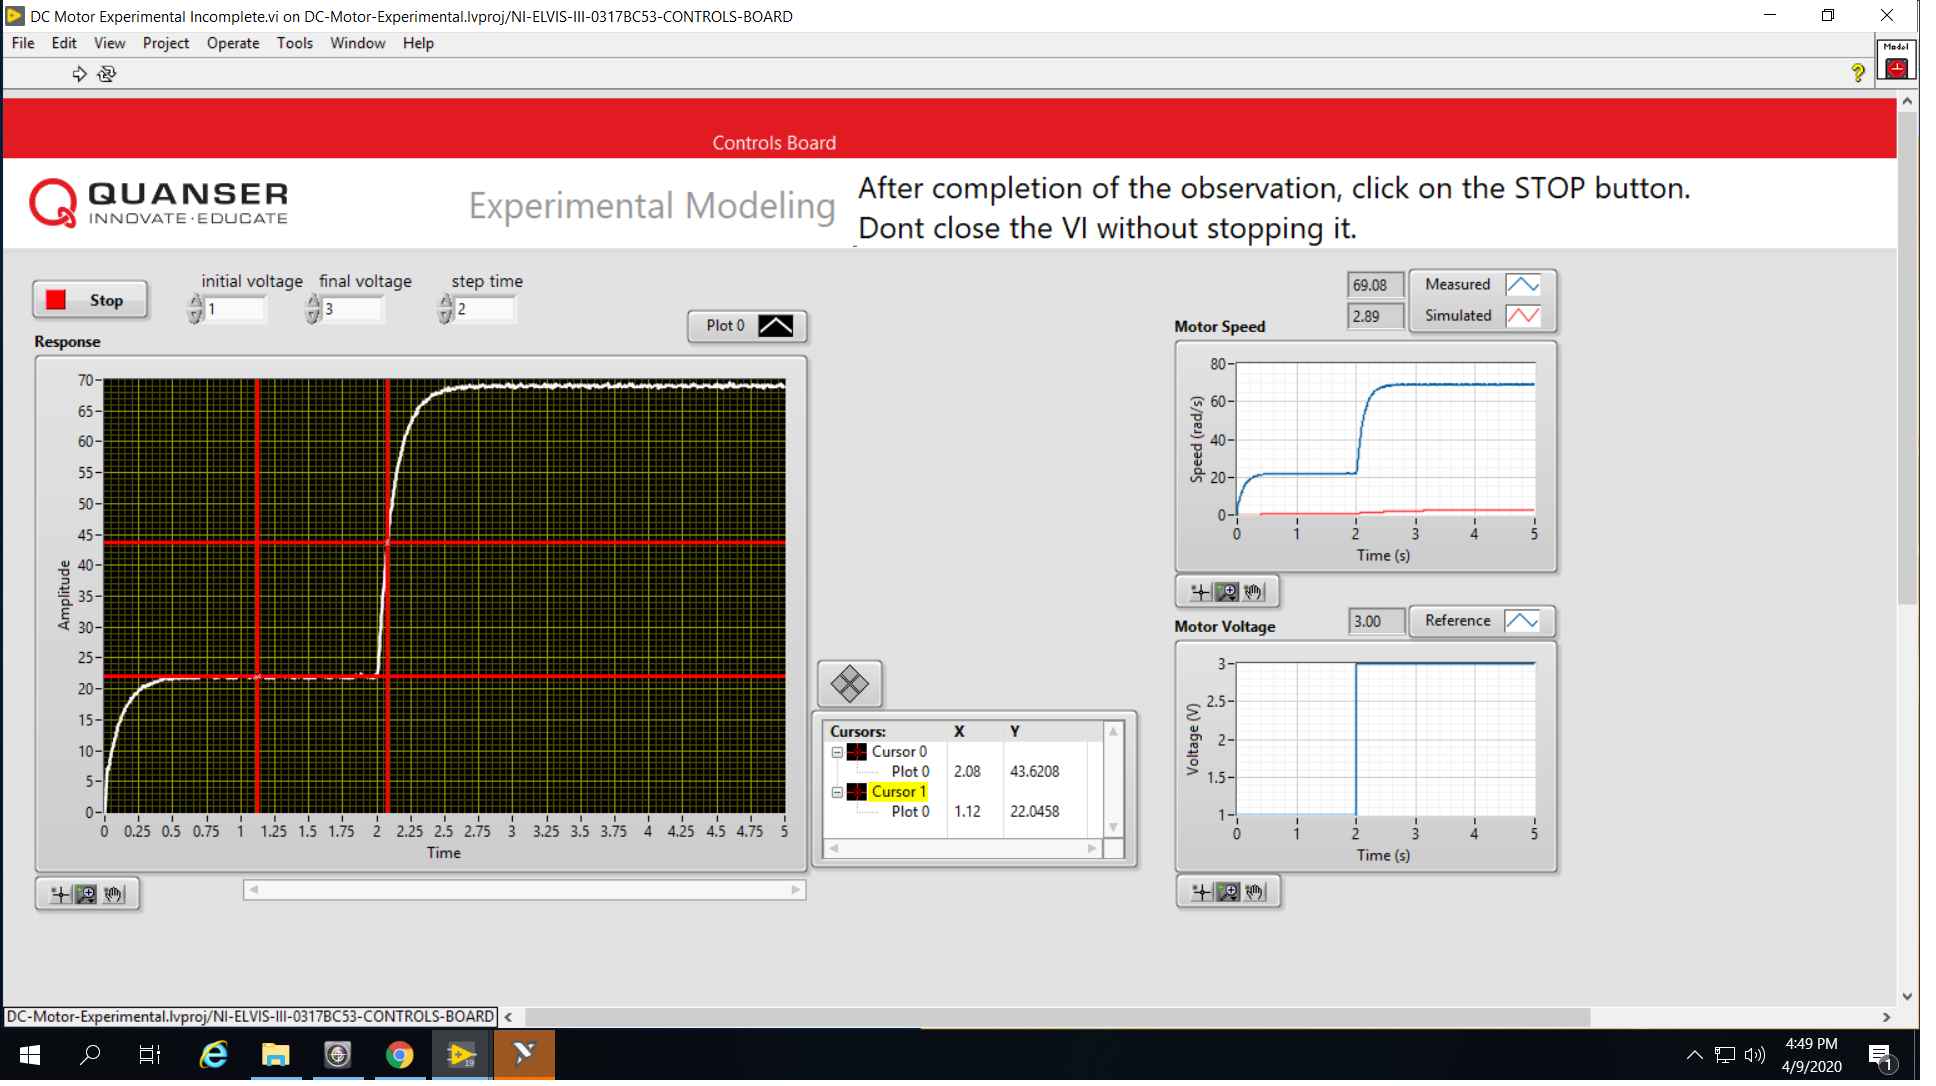 DC Motor Experimental Incomplete.vi on DC-Motor-Experimental.lvproj/NI-ELVIS-III-0317BC53-CONTROLS-BOARD
File Edit View Project Operate Tools Window Help
Model
Controls Board
QUANSER
INNOVATE·EDUCATE
Experimental Modeling
After completion of the observation, click on the STOP button.
Dont close the VI without stopping it.
Stop
initial voltage
1
final voltage
3
step time
2
Plot 0
Response
70
65
60
55
50
45
40
35
30
25
20
15
10
5
0
Amplitude
0 0.25 0.5 0.75 1 1.25 1.5 1.75 2 2.25 2.5 2.75 3 3.25 3.5 3.75 4 4.25 4.5 4.75 5
Time
Cursors: X Y
Cursor 0
Plot 0 2.08 43.6208
Cursor 1
Plot 0 1.12 22.0458
69.08 Measured
2.89 Simulated
Motor Speed
80
60
40
20
0
Speed (rad/s)
0 1 2 3 4 5
Time (s)
Motor Voltage
3.00 Reference
3
2.5
2
1.5
1
Voltage (V)
0 1 2 3 4 5
Time (s)
DC-Motor-Experimental.lvproj/NI-ELVIS-III-0317BC53-CONTROLS-BOARD
19
4:49 PM
4/9/2020
1